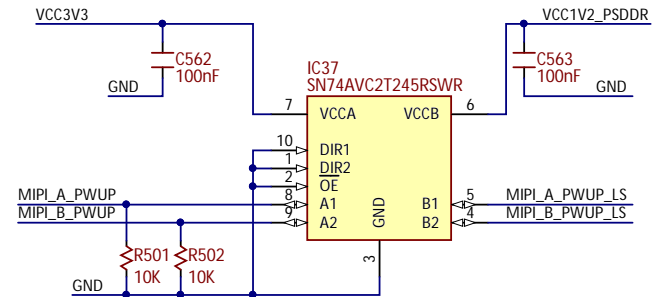 VCC3V3
VCC1V2_PSDDR
C562
100nF
GND
C563
100nF
GND
IC37
SN74AVC2T245RSWR
7 VCCA VCCB 6
10 DIR1
1 DIR2
2 OE
MIPI_A_PWUP 8 A1 B1 5 MIPI_A_PWUP_LS
MIPI_B_PWUP 9 A2 B2 4 MIPI_B_PWUP_LS
GND
3
R501
10K
R502
10K
GND